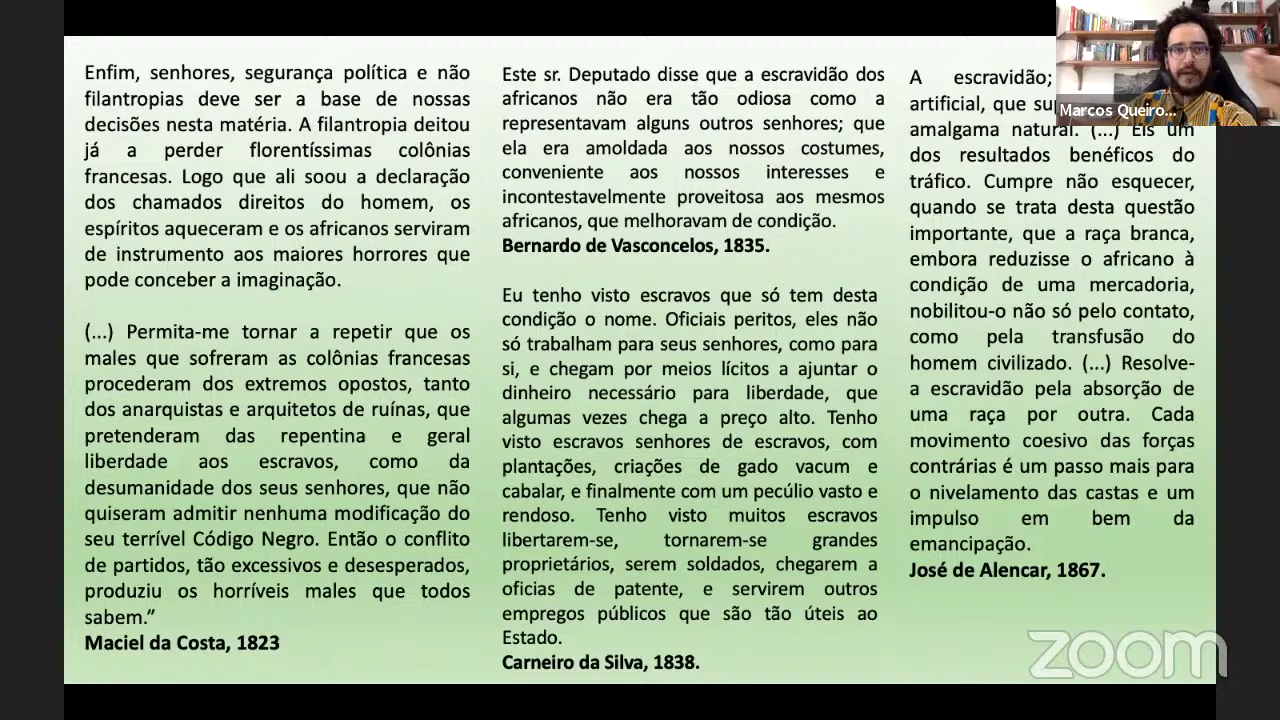 Enfim, senhores, segurança política e não
filantropias deve ser a base de nossas
decisões nesta matéria. A filantropia deitou
já a perder florentíssimas colônias
francesas. Logo que ali soou a declaração
dos chamados direitos do homem, os
espíritos aqueceram e os africanos serviram
de instrumento aos maiores horrores que
pode conceber a imaginação.
(...) Permita-me tornar a repetir que os
males que sofreram as colônias francesas
procederam dos extremos opostos, tanto
dos anarquistas e arquitetos de ruínas, que
pretenderam das repentina e geral
liberdade aos escravos, como da
desumanidade dos seus senhores, que não
quiseram admitir nenhuma modificação do
seu terrível Código Negro. Então o conflito
de partidos, tão excessivos e desesperados,
produziu os horríveis males que todos
sabem.”
Maciel da Costa, 1823
Este sr. Deputado disse que a escravidão dos
africanos não era tão odiosa como a
representavam alguns outros senhores; que
ela era amoldada aos nossos costumes,
conveniente aos nossos interesses e
incontestavelmente proveitosa aos mesmos
africanos, que melhoravam de condição.
Bernardo de Vasconcelos, 1835.
Eu tenho visto escravos que só tem desta
condição o nome. Oficiais peritos, eles não
só trabalham para seus senhores, como para
si, e chegam por meios lícitos a ajuntar o
dinheiro necessário para liberdade, que
algumas vezes chega a preço alto. Tenho
visto escravos senhores de escravos, com
plantações, criações de gado vacum e
cabalar, e finalmente com um pecúlio vasto e
rendoso. Tenho visto muitos escravos
libertarem-se, tornarem-se grandes
proprietários, serem soldados, chegarem a
oficias de patente, e servirem outros
empregos públicos que são tão úteis ao
Estado.
Carneiro da Silva, 1838.
A escravidão;
artificial, que
amalgama natural. (...) Eis um
dos resultados benéficos do
tráfico. Cumpre não esquecer,
quando se trata desta questão
importante, que a raça branca,
embora reduzisse o africano à
condição de uma mercadoria,
nobilitou-o não só pelo contato,
como pela transfusão do
homem civilizado. (...) Resolve-
a escravidão pela absorção de
uma raça por outra. Cada
movimento coesivo das forças
contrárias é um passo mais para
o nivelamento das castas e um
impulso em bem da
emancipação.
José de Alencar, 1867.
Marcos Queiro...
zoom